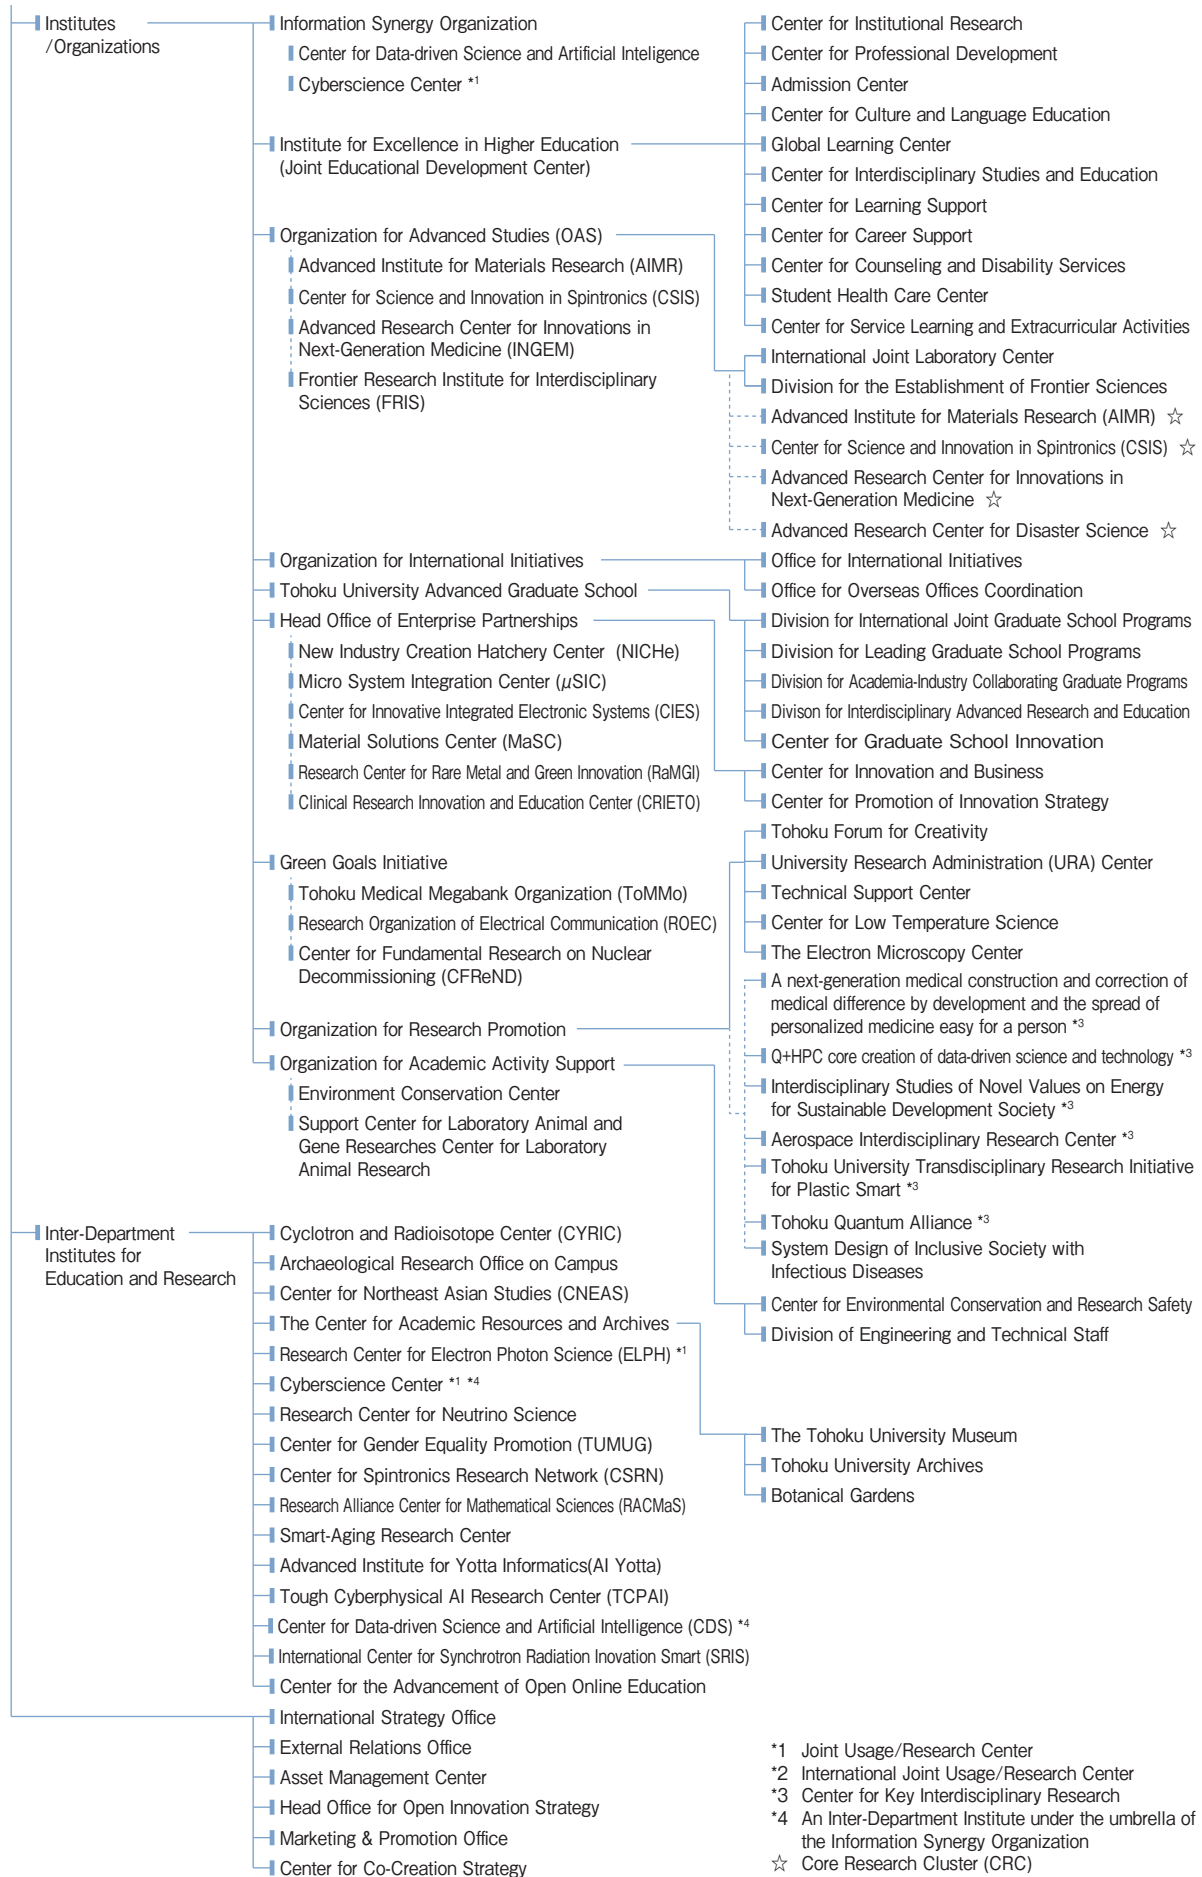 Institutes
/Organizations
Information Synergy Organization
Center for Data-driven Science and Artificial Inteligence
Cyberscience Center *1
Institute for Excellence in Higher Education
(Joint Educational Development Center)
Center for Institutional Research
Center for Professional Development
Admission Center
Center for Culture and Language Education
Global Learning Center
Center for Interdisciplinary Studies and Education
Center for Learning Support
Center for Career Support
Center for Counseling and Disability Services
Student Health Care Center
Center for Service Learning and Extracurricular Activities
Organization for Advanced Studies (OAS)
Advanced Institute for Materials Research (AIMR)
Center for Science and Innovation in Spintronics (CSIS)
Advanced Research Center for Innovations in
Next-Generation Medicine (INGEM)
Frontier Research Institute for Interdisciplinary
Sciences (FRIS)
International Joint Laboratory Center
Division for the Establishment of Frontier Sciences
Advanced Institute for Materials Research (AIMR) ☆
Center for Science and Innovation in Spintronics (CSIS) ☆
Advanced Research Center for Innovations in
Next-Generation Medicine ☆
Advanced Research Center for Disaster Science ☆
Organization for International Initiatives
Office for International Initiatives
Office for Overseas Offices Coordination
Tohoku University Advanced Graduate School
Division for International Joint Graduate School Programs
Division for Leading Graduate School Programs
Division for Academia-Industry Collaborating Graduate Programs
Divison for Interdisciplinary Advanced Research and Education
Center for Graduate School Innovation
Head Office of Enterprise Partnerships
New Industry Creation Hatchery Center (NICHe)
Micro System Integration Center (μSIC)
Center for Innovative Integrated Electronic Systems (CIES)
Material Solutions Center (MaSC)
Research Center for Rare Metal and Green Innovation (RaMGI)
Clinical Research Innovation and Education Center (CRIETO)
Center for Innovation and Business
Center for Promotion of Innovation Strategy
Green Goals Initiative
Tohoku Medical Megabank Organization (ToMMo)
Research Organization of Electrical Communication (ROEC)
Center for Fundamental Research on Nuclear
Decommissioning (CFReND)
Organization for Research Promotion
Tohoku Forum for Creativity
University Research Administration (URA) Center
Technical Support Center
Center for Low Temperature Science
The Electron Microscopy Center
A next-generation medical construction and correction of
medical difference by development and the spread of
personalized medicine easy for a person *3
Q+HPC core creation of data-driven science and technology *3
Interdisciplinary Studies of Novel Values on Energy
for Sustainable Development Society *3
Aerospace Interdisciplinary Research Center *3
Tohoku University Transdisciplinary Research Initiative
for Plastic Smart *3
Tohoku Quantum Alliance *3
System Design of Inclusive Society with
Infectious Diseases
Organization for Academic Activity Support
Environment Conservation Center
Support Center for Laboratory Animal and
Gene Researches Center for Laboratory
Animal Research
Center for Environmental Conservation and Research Safety
Division of Engineering and Technical Staff
Inter-Department
Institutes for
Education and Research
Cyclotron and Radioisotope Center (CYRIC)
Archaeological Research Office on Campus
Center for Northeast Asian Studies (CNEAS)
The Center for Academic Resources and Archives
Research Center for Electron Photon Science (ELPH) *1
Cyberscience Center *1 *4
Research Center for Neutrino Science
Center for Gender Equality Promotion (TUMUG)
Center for Spintronics Research Network (CSRN)
Research Alliance Center for Mathematical Sciences (RACMaS)
Smart-Aging Research Center
Advanced Institute for Yotta Informatics(AI Yotta)
Tough Cyberphysical AI Research Center (TCPAI)
Center for Data-driven Science and Artificial Intelligence (CDS) *4
International Center for Synchrotron Radiation Inovation Smart (SRIS)
Center for the Advancement of Open Online Education
The Tohoku University Museum
Tohoku University Archives
Botanical Gardens
International Strategy Office
External Relations Office
Asset Management Center
Head Office for Open Innovation Strategy
Marketing & Promotion Office
Center for Co-Creation Strategy
*1 Joint Usage/Research Center
*2 International Joint Usage/Research Center
*3 Center for Key Interdisciplinary Research
*4 An Inter-Department Institute under the umbrella of
the Information Synergy Organization
☆ Core Research Cluster (CRC)